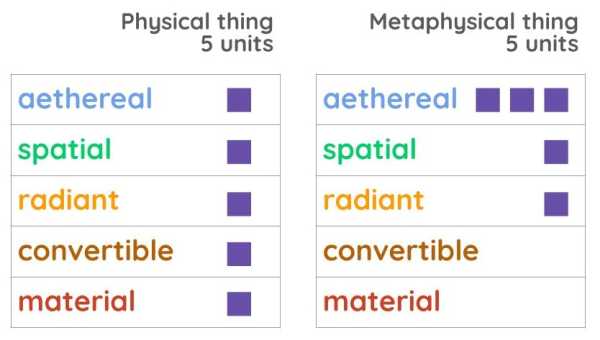 Physical thing
5 units
aethereal
spatial
radiant
convertible
material
Metaphysical thing
5 units
aethereal
spatial
radiant
convertible
material